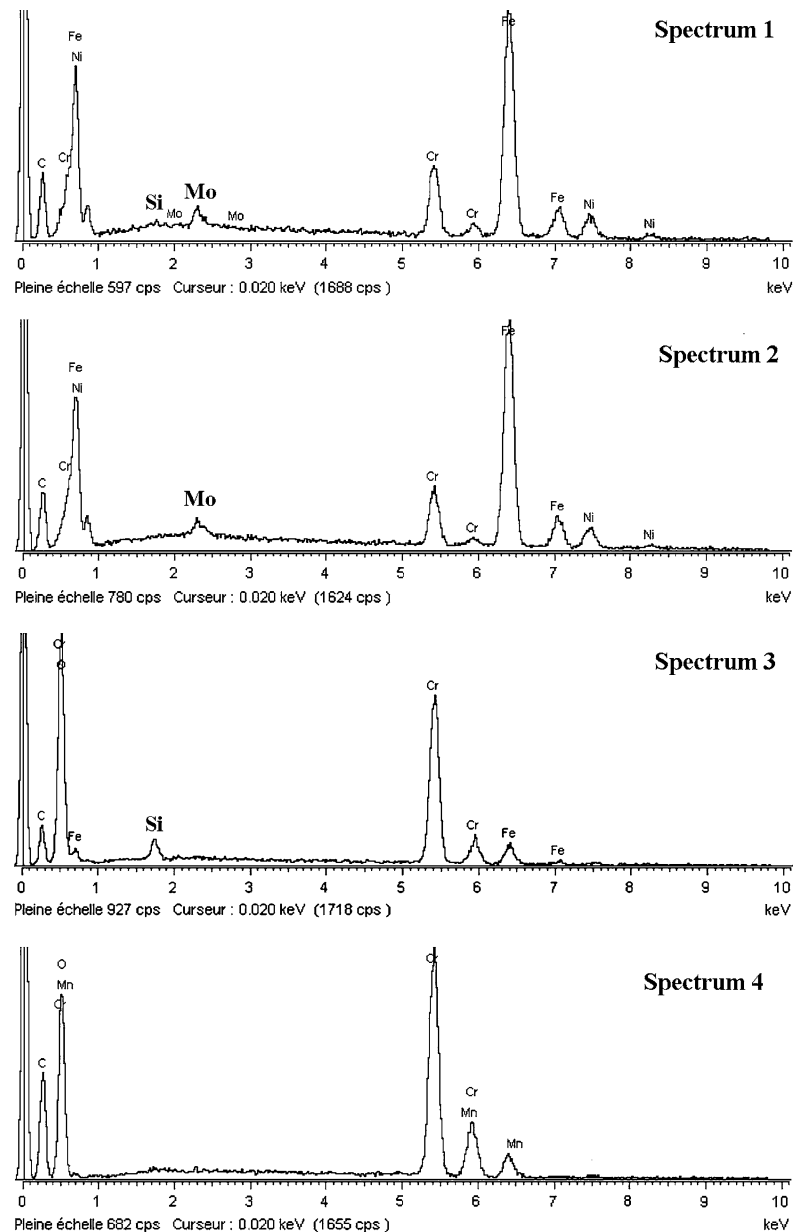 Spectrum 1
Fe
Fe
Ni
C
Cr
Si
Mo
Mo
Mo
Cr
Cr
Fe
Ni
Ni
0 1 2 3 4 5 6 7 8 9 10
Pleine échelle 597 cps Curseur : 0.020 keV (1688 cps ) keV
Spectrum 2
Fe
Fe
Ni
Cr
C
Mo
Cr
Cr
Fe
Ni
Ni
0 1 2 3 4 5 6 7 8 9 10
Pleine échelle 780 cps Curseur : 0.020 keV (1624 cps ) keV
Spectrum 3
Cr
O
Cr
C
Fe
Si
Cr
Fe
Fe
0 1 2 3 4 5 6 7 8 9 10
Pleine échelle 927 cps Curseur : 0.020 keV (1718 cps ) keV
Spectrum 4
O
Mn
Cr
C
Cr
Cr
Mn
Mn
0 1 2 3 4 5 6 7 8 9 10
Pleine échelle 682 cps Curseur : 0.020 keV (1655 cps ) keV